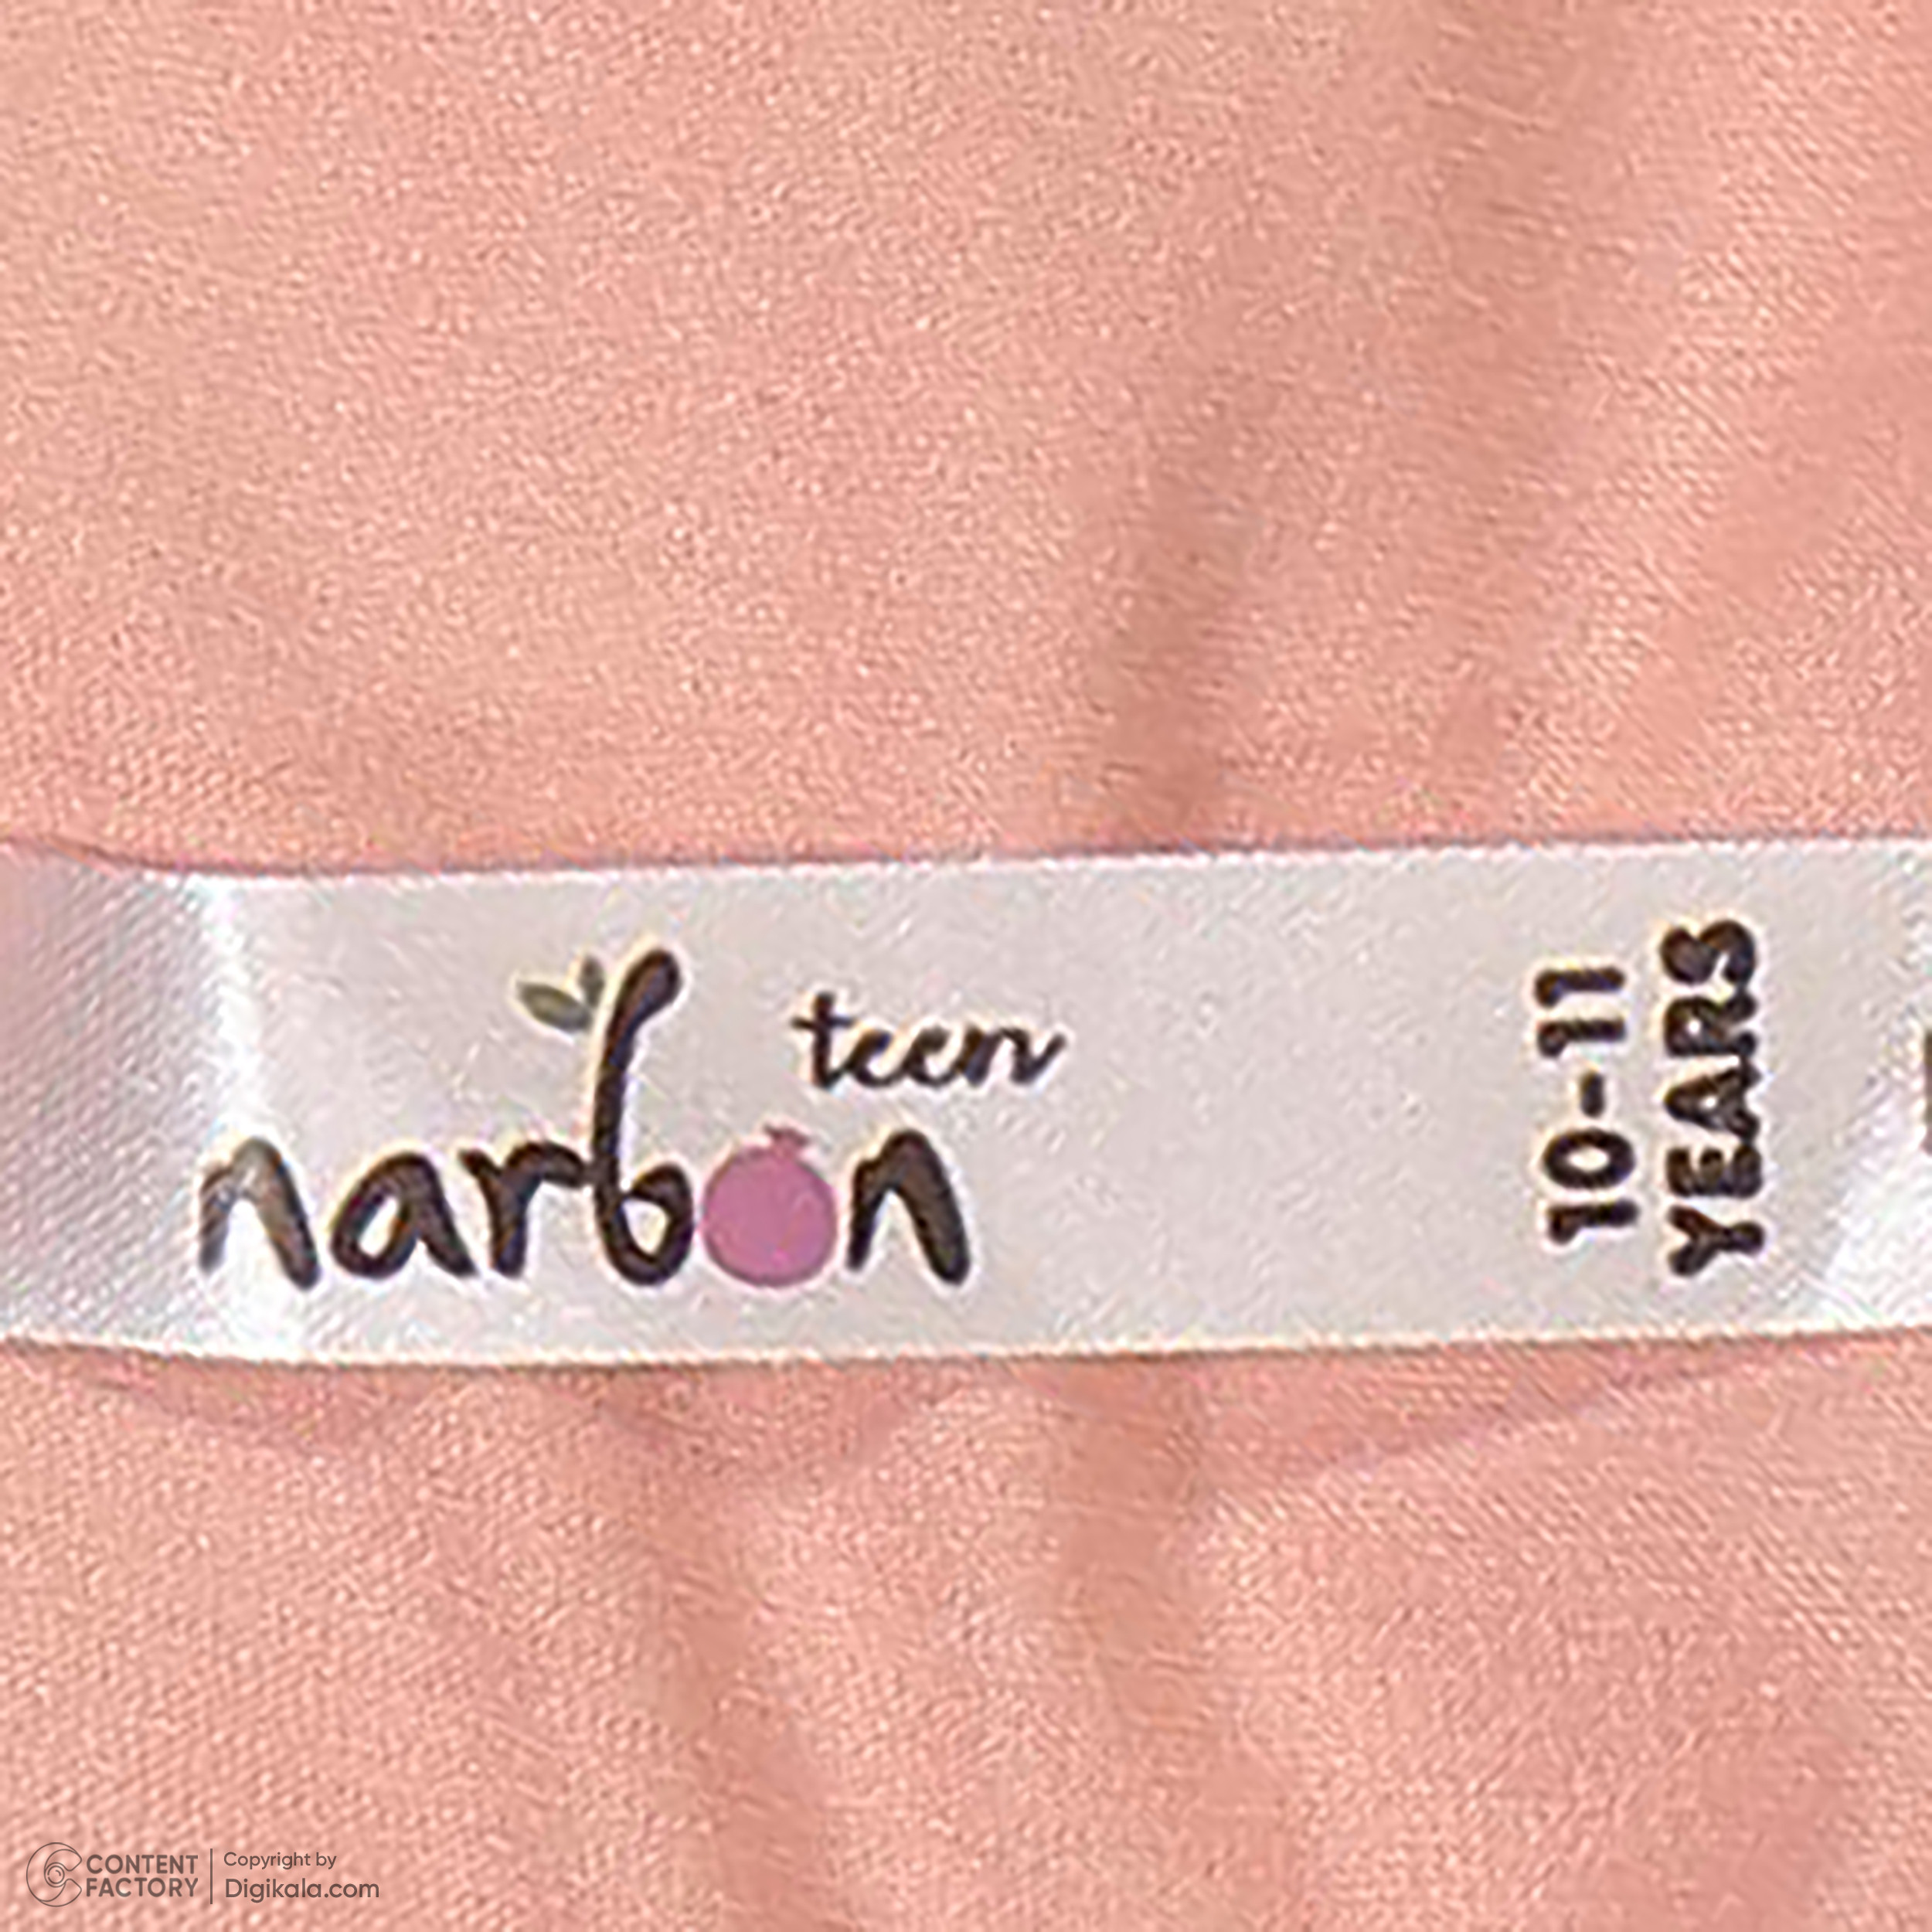 teen
narbon
10-11
YEARS
CONTENT
FACTORY
Copyright by
Digikala.com